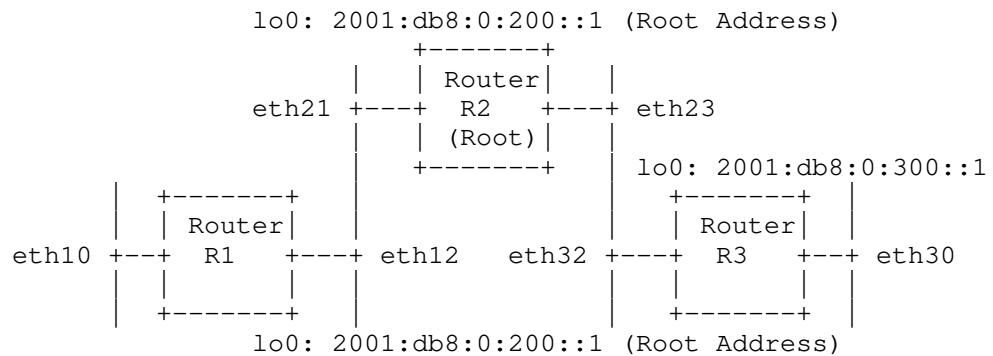 lo0: 2001:db8:0:200::1 (Root Address)
Router
eth21 R2 eth23
(Root)
lo0: 2001:db8:0:300::1
Router Router
eth10 R1 eth12 eth32 R3 eth30
lo0: 2001:db8:0:200::1 (Root Address)